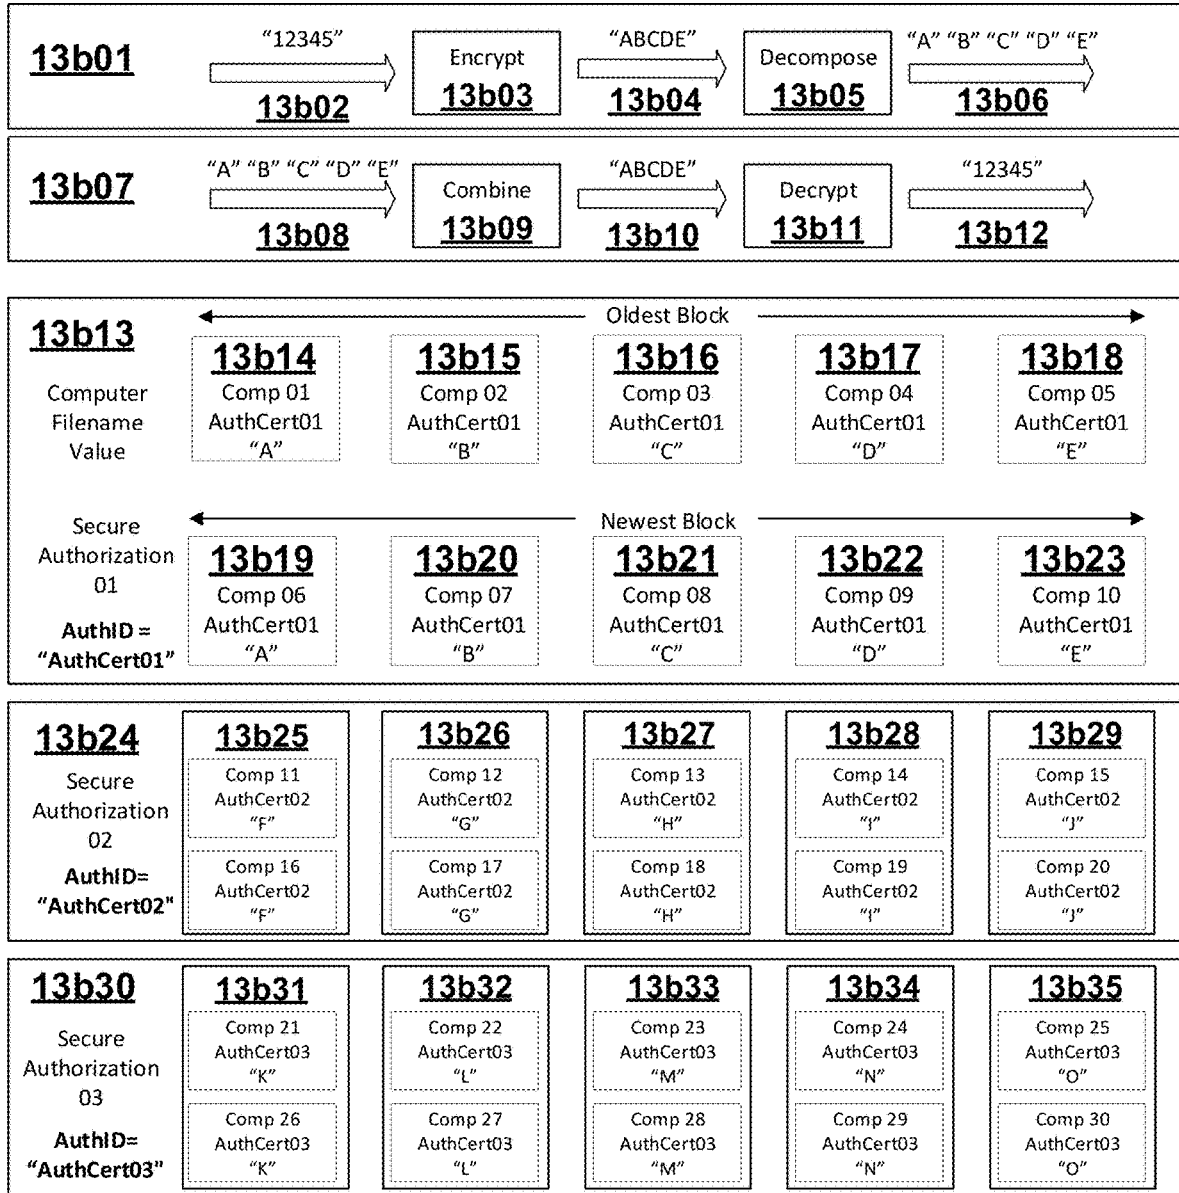 13b01
“12345”
13b02
Encrypt
13b03
“ABCDE”
13b04
Decompose
13b05
“A” “B” “C” “D” “E”
13b06
13b07
“A” “B” “C” “D” “E”
13b08
Combine
13b09
“ABCDE”
13b10
Decrypt
13b11
“12345”
13b12
13b13
Computer
Filename
Value
Oldest Block
13b14
Comp 01
AuthCert01
“A”
13b15
Comp 02
AuthCert01
“B”
13b16
Comp 03
AuthCert01
“C”
13b17
Comp 04
AuthCert01
“D”
13b18
Comp 05
AuthCert01
“E”
Secure
Authorization
01
AuthID =
“AuthCert01”
Newest Block
13b19
Comp 06
AuthCert01
“A”
13b20
Comp 07
AuthCert01
“B”
13b21
Comp 08
AuthCert01
“C”
13b22
Comp 09
AuthCert01
“D”
13b23
Comp 10
AuthCert01
“E”
13b24
Secure
Authorization
02
AuthID=
“AuthCert02"
13b25
Comp 11
AuthCert02
“F”
Comp 16
AuthCert02
“F”
13b26
Comp 12
AuthCert02
“G”
Comp 17
AuthCert02
“G”
13b27
Comp 13
AuthCert02
“H”
Comp 18
AuthCert02
“H”
13b28
Comp 14
AuthCert02
“I”
Comp 19
AuthCert02
“I”
13b29
Comp 15
AuthCert02
“J”
Comp 20
AuthCert02
“J”
13b30
Secure
Authorization
03
AuthID=
“AuthCert03"
13b31
Comp 21
AuthCert03
“K”
Comp 26
AuthCert03
“K”
13b32
Comp 22
AuthCert03
“L”
Comp 27
AuthCert03
“L”
13b33
Comp 23
AuthCert03
“M”
Comp 28
AuthCert03
“M”
13b34
Comp 24
AuthCert03
“N”
Comp 29
AuthCert03
“N”
13b35
Comp 25
AuthCert03
“O”
Comp 30
AuthCert03
“O”